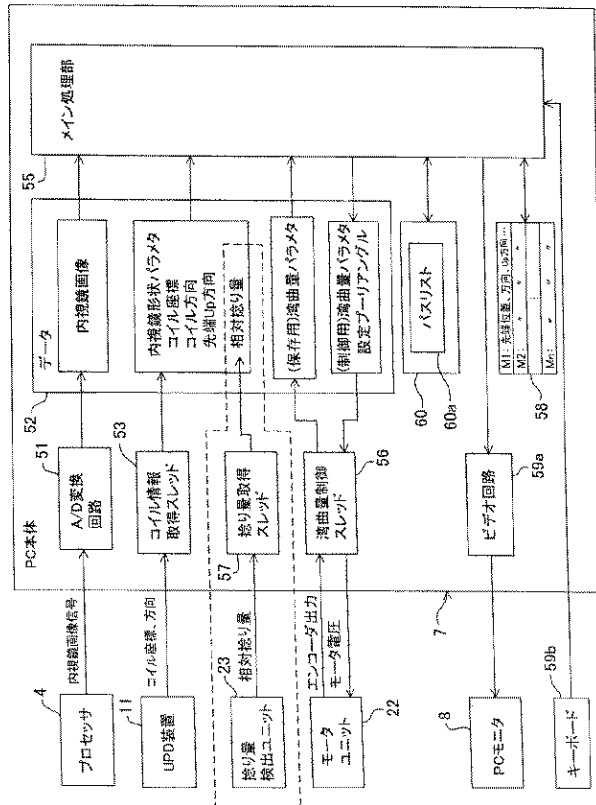 PC本体
55
メイン処理部
52
データ
内視鏡画像
内視鏡形状パラメタ
コイル座標
コイル方向
先端Up方向
相対捻り量
(保存用)湾曲量パラメタ
(制御用)湾曲量パラメタ
設定プーリアングル
60
パスリスト
60a
M1: 先端位置、方向、Up方向…
M2: 〃 〃 〃
Mn: 〃 〃
58
51
A/D変換
回路
53
コイル情報
取得スレッド
57
捻り量取得
スレッド
56
湾曲量制御
スレッド
ビデオ回路
59a
内視鏡画像信号
コイル座標、方向
相対捻り量
エンコーダ出力
モータ電圧
7
4
プロセッサ
11
UPD装置
23
捻り量
検出ユニット
22
モータ
ユニット
8
PCモニタ
59b
キーボード